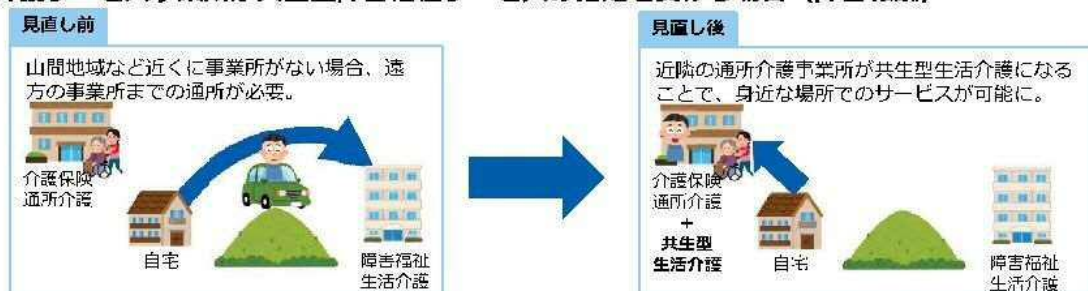 見直し前
山間地域など近くに事業所がない場合、遠
方の事業所までの通所が必要。
介護保険
通所介護
自宅
障害福祉
生活介護
見直し後
近隣の通所介護事業所が共生型生活介護になる
ことで、身近な場所でのサービスが可能に。
介護保険
通所介護
+
共生型
生活介護
自宅
障害福祉
生活介護